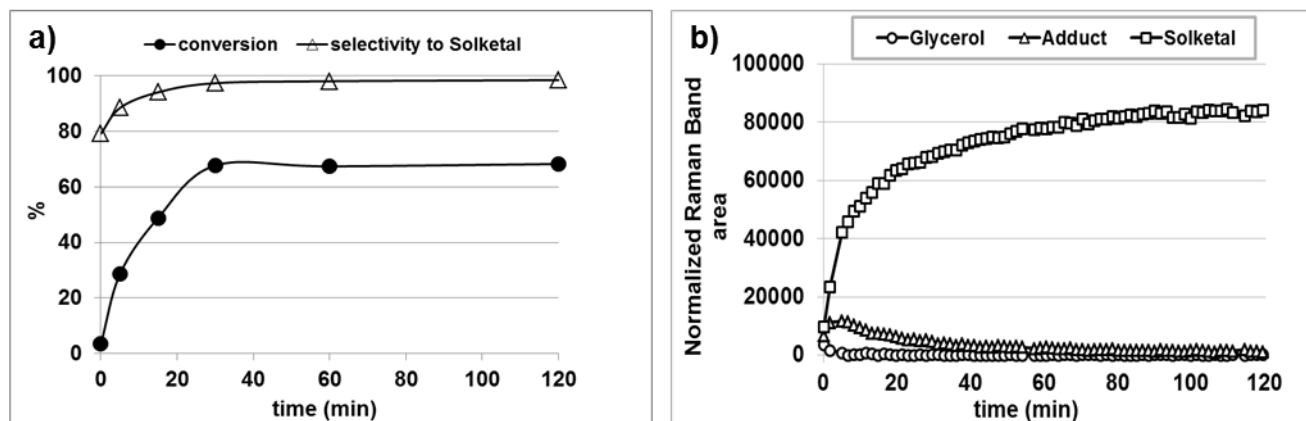 a)
conversion selectivity to Solketal
100
80
60
40
20
0
%
0 20 40 60 80 100 120
time (min)
b)
Glycerol Adduct Solketal
100000
80000
60000
40000
20000
0
Normalized Raman Band
area
0 20 40 60 80 100 120
time (min)